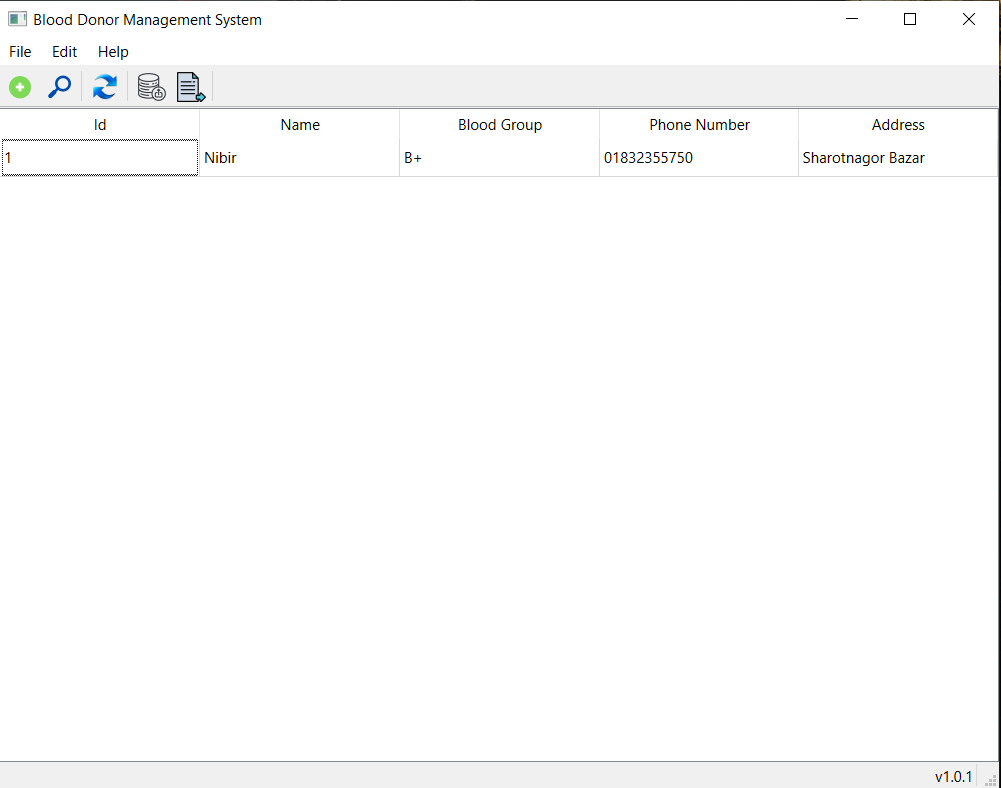 Blood Donor Management System
File Edit Help
Id Name Blood Group Phone Number Address
1 Nibir B+ 01832355750 Sharotnagor Bazar
v1.0.1